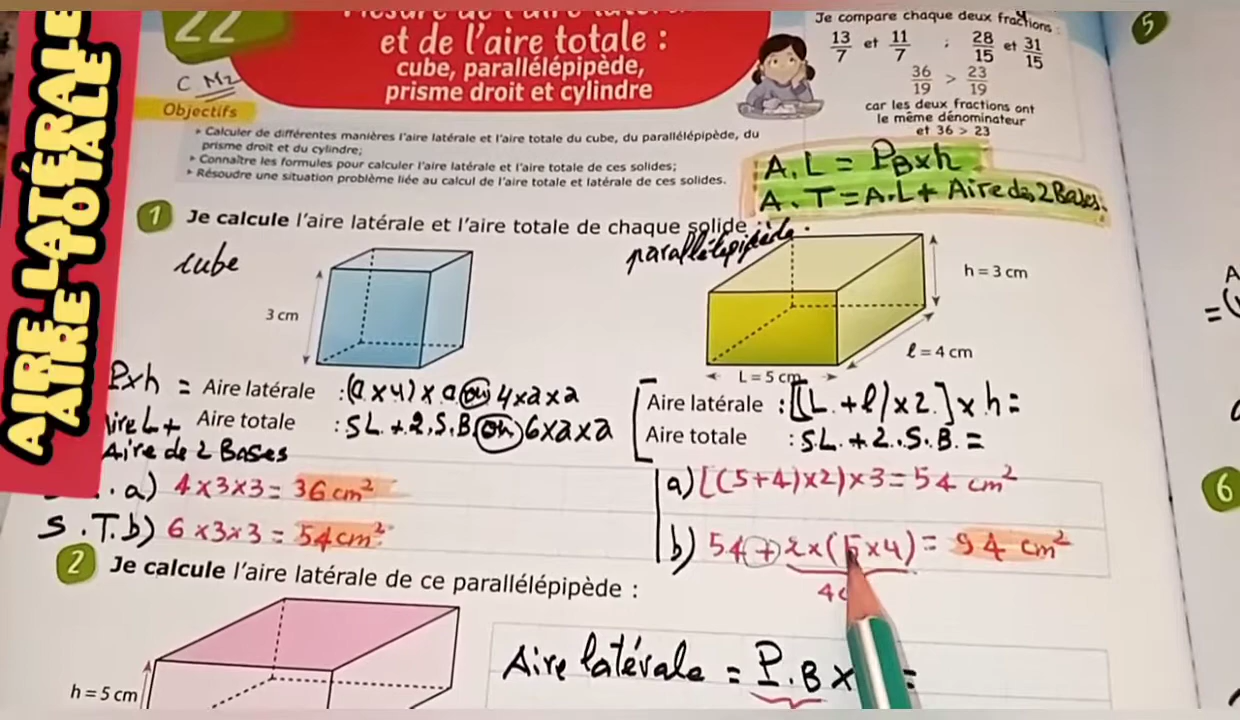 AIRE LATÉRALE
AIRE TOTALE
22
et de l'aire totale :
cube, parallélépipède,
prisme droit et cylindre
C M2
Objectifs
Calculer de différentes manières l'aire latérale et l'aire totale du cube, du parallélépipède, du
prisme droit et du cylindre;
Connaître les formules pour calculer l'aire latérale et l'aire totale de ces solides;
Résoudre une situation problème liée au calcul de l'aire totale et latérale de ces solides.
Je compare chaque deux fractions :
13/7 et 11/7 ; 28/15 et 31/15
36/19 > 23/19
car les deux fractions ont
le même dénominateur
et 36 > 23
5
A.L = PB x h
A.T = A.L + Aire des 2 Bases.
1 Je calcule l'aire latérale et l'aire totale de chaque solide :
cube
3 cm
parallélépipède
h = 3 cm
ℓ = 4 cm
L = 5 cm
Pxh = Aire latérale : (a x 4) x a ou 4 x a x a
Aire L + Aire totale : S.L. + 2.S.B. ou 6 x a x a
Aire de 2 Bases
a) 4 x 3 x 3 = 36 cm²
S.T. b) 6 x 3 x 3 = 54 cm²
Aire latérale : [(L + l) x 2] x h =
Aire totale : S.L. + 2.S.B. =
a) [(5+4) x 2) x 3 = 54 cm²
b) 54 + 2 x (5 x 4) = 94 cm²
6
2 Je calcule l'aire latérale de ce parallélépipède :
h = 5 cm
Aire latérale = P.B x
=